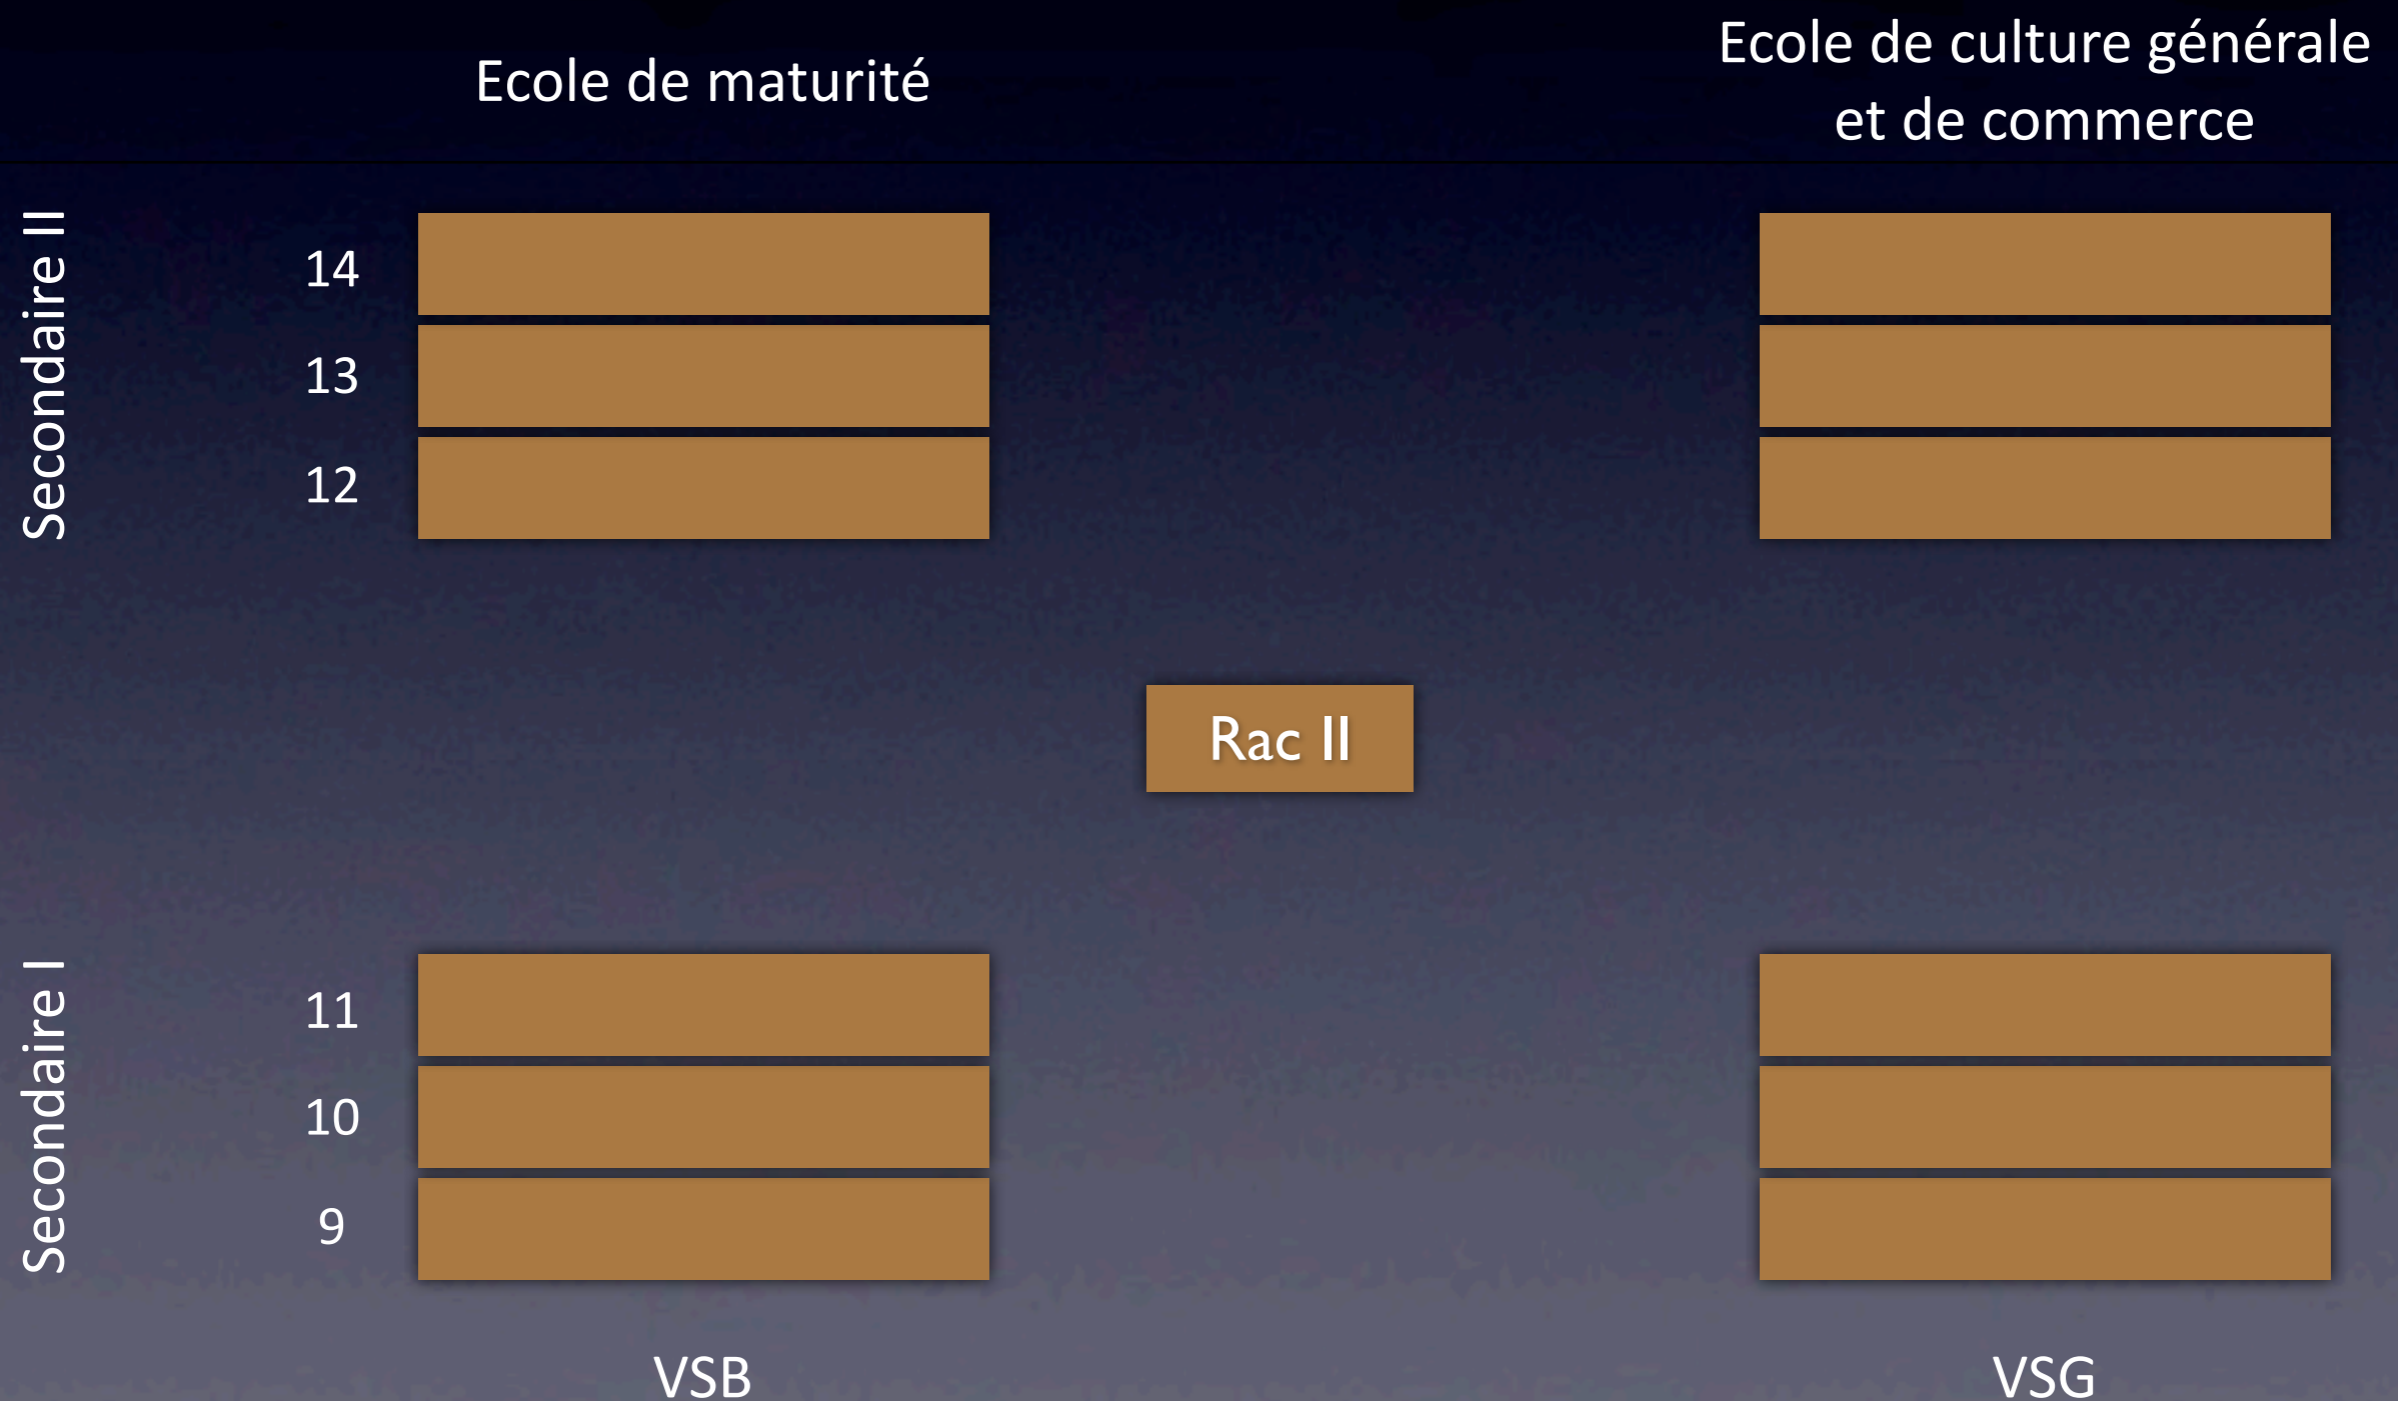 Ecole de maturité
Ecole de culture générale
et de commerce
Secondaire II
14
13
12
Rac II
Secondaire I
11
10
9
VSB
VSG